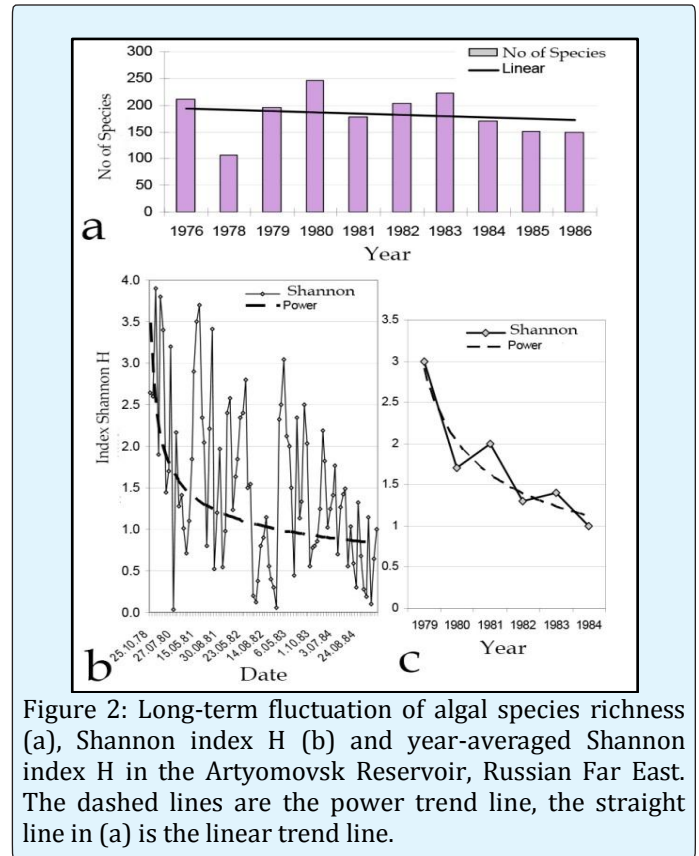 300
250
200
150
100
50
0
No of Species
No of Species
Linear
1976 1978 1979 1980 1981 1982 1983 1984 1985 1986
Year
a
4.0
3.5
3.0
2.5
2.0
1.5
1.0
0.5
0.0
Index Shannon H
Shannon
Power
25.10.78 27.07.80 15.05.81 30.08.81 23.05.82 14.08.82 6.05.83 1.10.83 3.07.84 24.08.84
Date
b
3.5
3
2.5
2
1.5
1
0.5
0
Shannon
Power
1979 1980 1981 1982 1983 1984
Year
c
Figure 2: Long-term fluctuation of algal species richness
(a), Shannon index H (b) and year-averaged Shannon
index H in the Artyomovsk Reservoir, Russian Far East.
The dashed lines are the power trend line, the straight
line in (a) is the linear trend line.